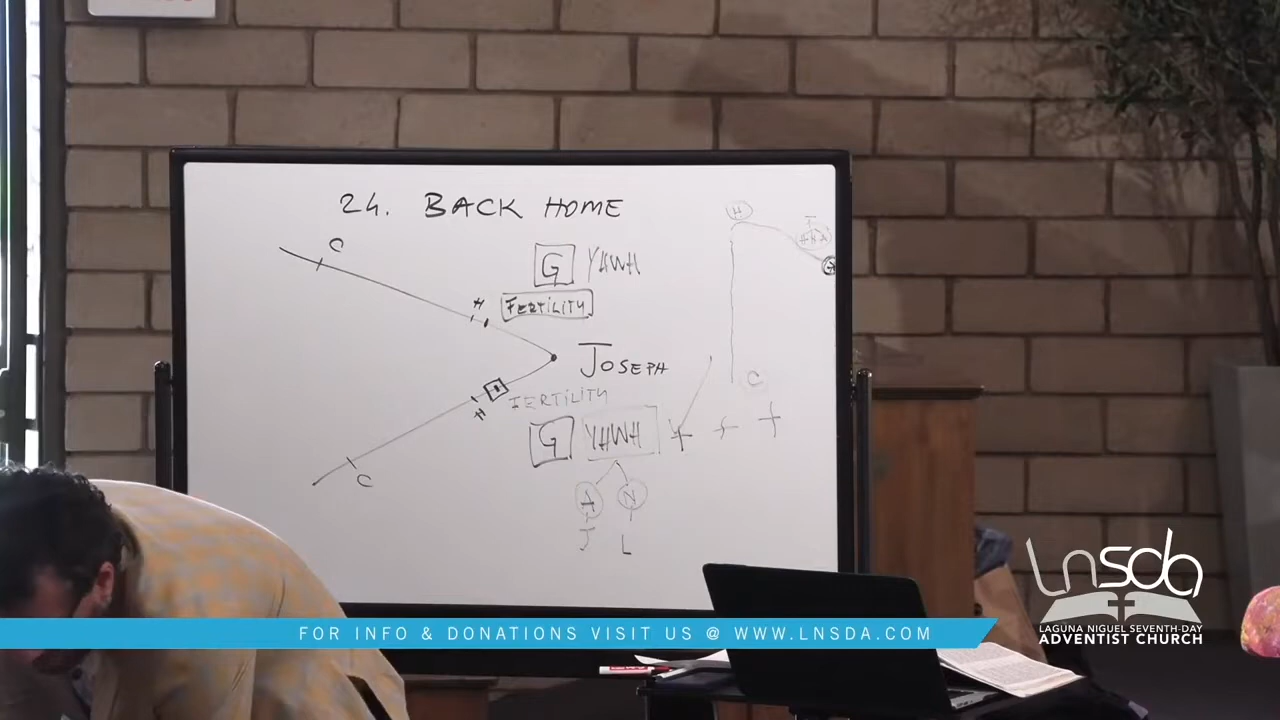 24. BACK HOME
C
H
G YHWH
H
FERTILITY
JOSEPH
FERTILITY
H
C
G YHWH
C
A N
J L
LNSDA
LAGUNA NIGUEL SEVENTH-DAY
ADVENTIST CHURCH
FOR INFO & DONATIONS VISIT US @ WWW.LNSDA.COM